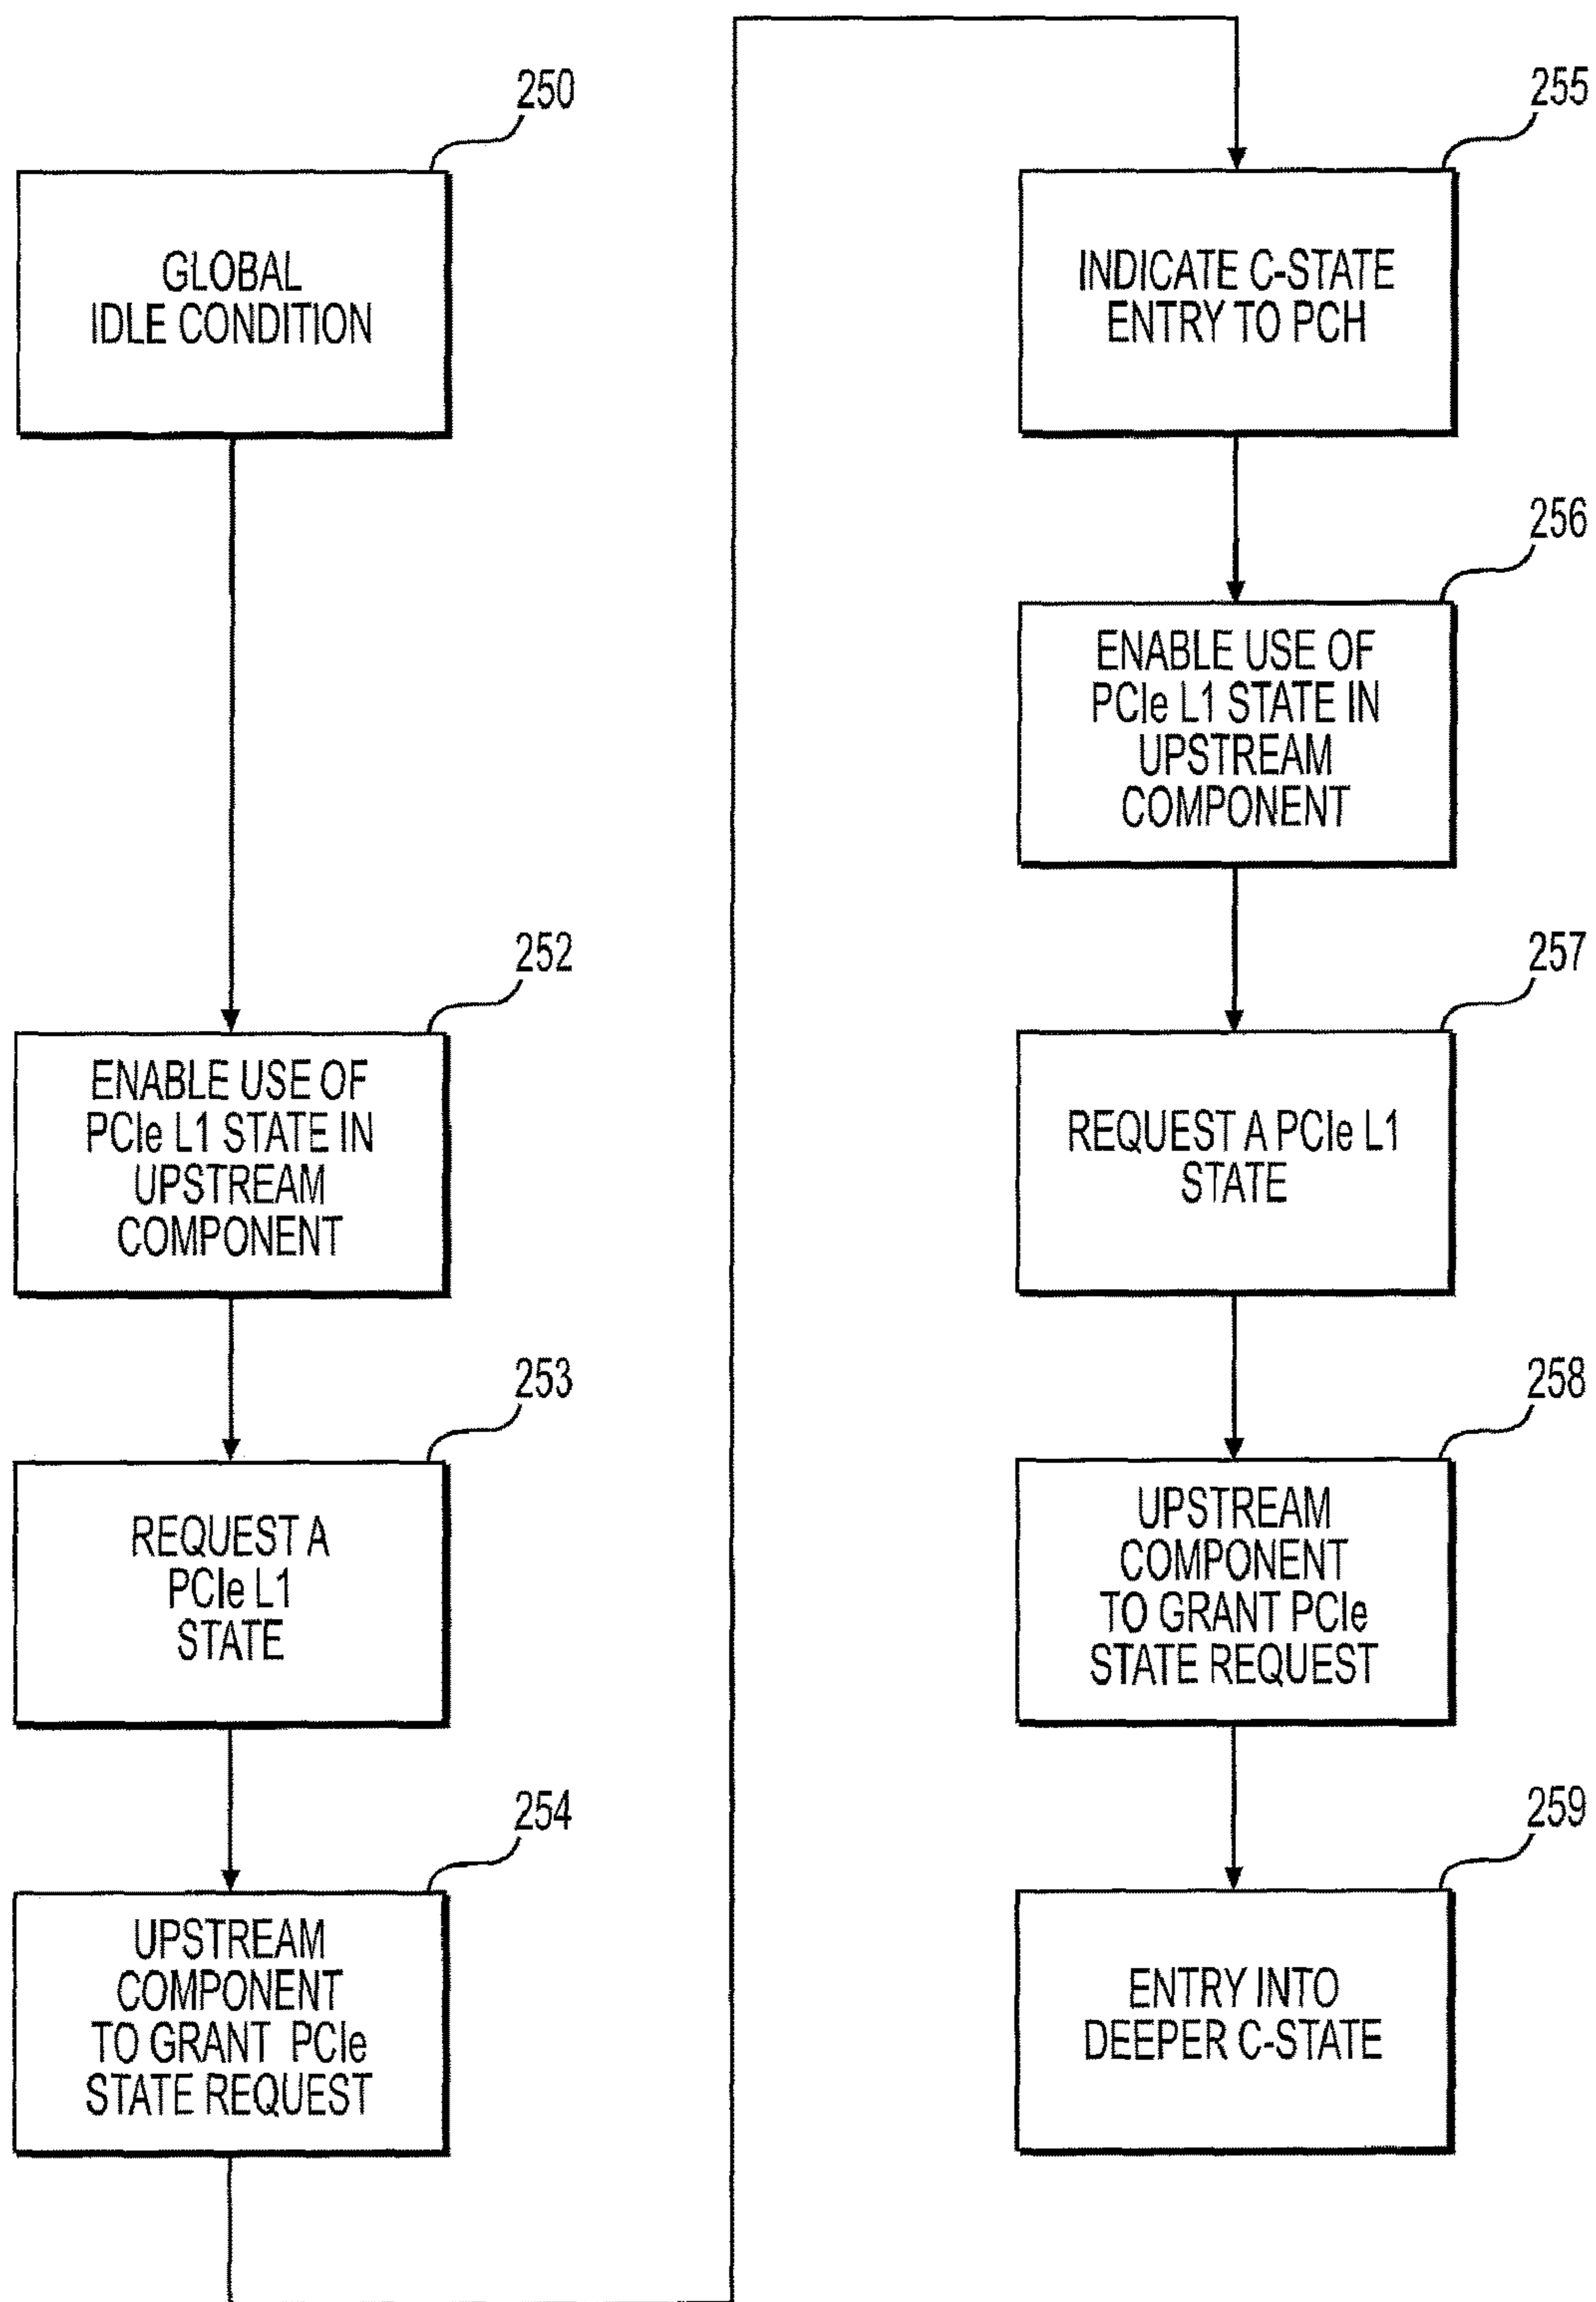 250
GLOBAL
IDLE CONDITION
252
ENABLE USE OF
PCIe L1 STATE IN
UPSTREAM
COMPONENT
253
REQUEST A
PCIe L1
STATE
254
UPSTREAM
COMPONENT
TO GRANT PCIe
STATE REQUEST
255
INDICATE C-STATE
ENTRY TO PCH
256
ENABLE USE OF
PCIe L1 STATE IN
UPSTREAM
COMPONENT
257
REQUEST A PCIe L1
STATE
258
UPSTREAM
COMPONENT
TO GRANT PCIe
STATE REQUEST
259
ENTRY INTO
DEEPER C-STATE